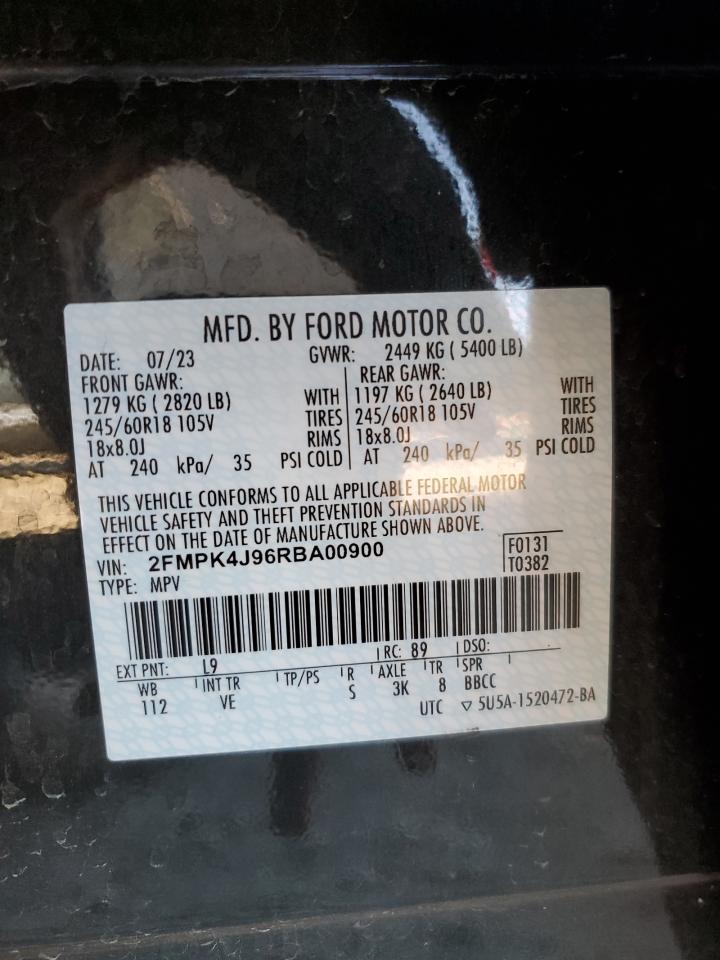 MFD. BY FORD MOTOR CO.
DATE: 07/23 GVWR: 2449 KG ( 5400 LB)
FRONT GAWR: REAR GAWR:
1279 KG ( 2820 LB) WITH 1197 KG ( 2640 LB) WITH
245/60R18 105V TIRES 245/60R18 105V TIRES
18x8.0J RIMS 18x8.0J RIMS
AT 240 kPa/ 35 PSI COLD AT 240 kPa/ 35 PSI COLD
THIS VEHICLE CONFORMS TO ALL APPLICABLE FEDERAL MOTOR
VEHICLE SAFETY AND THEFT PREVENTION STANDARDS IN
EFFECT ON THE DATE OF MANUFACTURE SHOWN ABOVE.
VIN: 2FMPK4J96RBA00900 F0131
TYPE: MPV T0382
EXT PNT: L9 RC: 89 DSO:
WB INT TR TP/PS R AXLE TR SPR
112 VE S 3K 8 BBCC
UTC ▽ 5U5A-1520472-BA